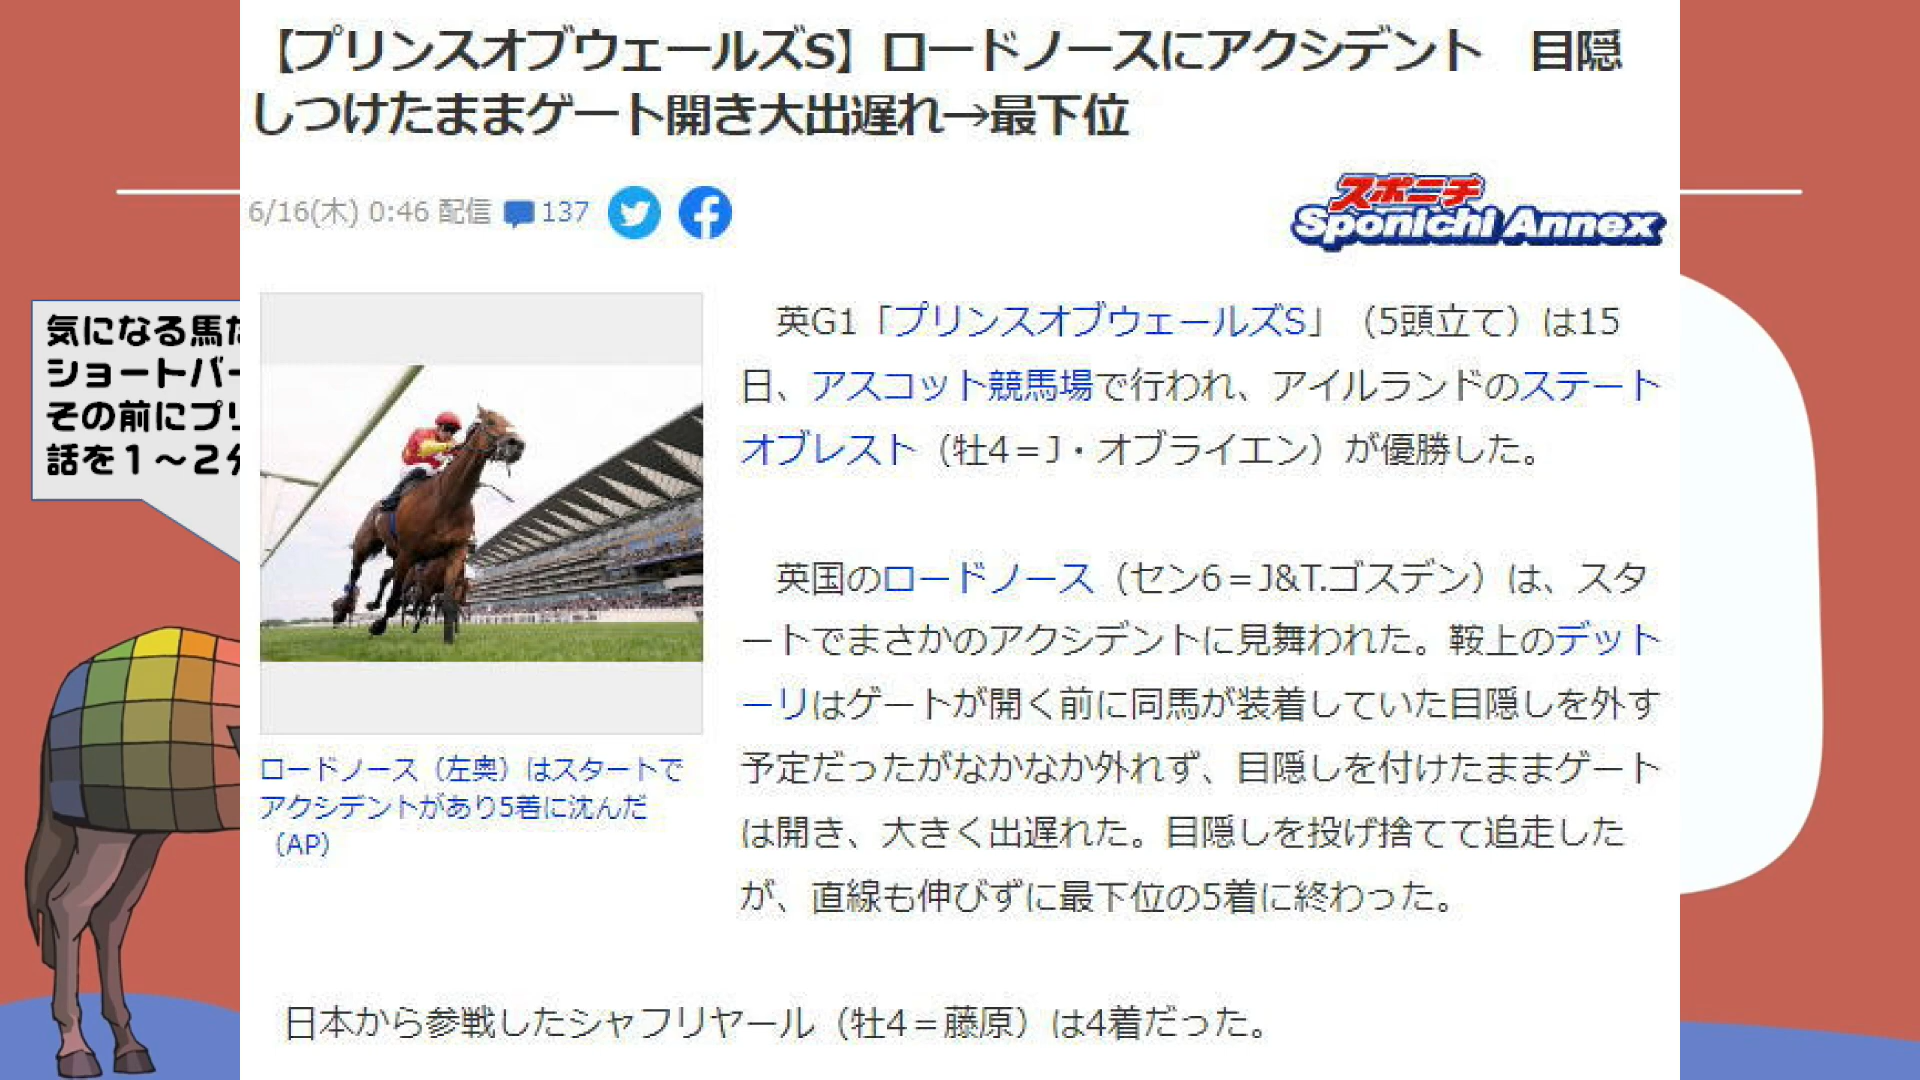 【プリンスオブウェールズS】ロードノースにアクシデント　目隠
しつけたままゲート開き大出遅れ→最下位
6/16(木) 0:46 配信 137
スポニチ
Sponichi Annex
気になる馬
ショートバー
その前にプリ
話を１～２
ロードノース（左奥）はスタートで
アクシデントがあり5着に沈んだ
（AP）
英G1「プリンスオブウェールズS」（5頭立て）は15
日、アスコット競馬場で行われ、アイルランドのステート
オブレスト（牡4＝J・オブライエン）が優勝した。
英国のロードノース（セン6＝J&T.ゴスデン）は、スタ
ートでまさかのアクシデントに見舞われた。鞍上のデット
ーリはゲートが開く前に同馬が装着していた目隠しを外す
予定だったがなかなか外れず、目隠しを付けたままゲート
は開き、大きく出遅れた。目隠しを投げ捨てて追走した
が、直線も伸びずに最下位の5着に終わった。
日本から参戦したシャフリヤール（牡4＝藤原）は4着だった。